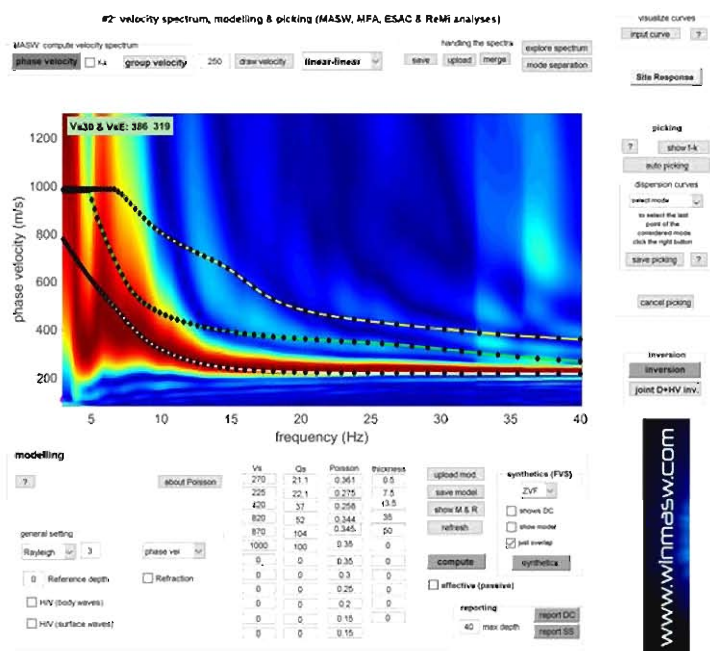 #2: velocity spectrum, modelling & picking (MASW, MFA, ESAC & ReMi analyses)
MASW: compute velocity spectrum
phase velocity
group velocity
250
draw velocity
linear-linear
handling the spectra
save
upload
merge
explore spectrum
mode separation
visualize curves
input curve
?
Site Response
Vs30 & VsE: 386 319
1200
1000
800
600
400
200
phase velocity (m/s)
5
10
15
20
25
30
35
40
frequency (Hz)
picking
?
show f-k
auto picking
dispersion curves
select mode
to select the last
point of the
considered mode
click the right button
save picking
?
cancel picking
inversion
inversion
joint D+HV inv.
www.winmasw.com
modelling
?
about Poisson
general setting
Rayleigh
3
phase vel
0 Reference depth
Refraction
H/V (body waves)
H/V (surface waves)
Vs Qs Poisson thickness
270 21.1 0.361 0.5
225 22.1 0.275 7.5
420 37 0.258 13.5
820 52 0.344 35
870 104 0.345 50
1000 100 0.35 0
0 0 0.35 0
0 0 0.3 0
0 0 0.25 0
0 0 0.2 0
0 0 0.15 0
0 0 0.15
upload mod.
save model
show M & R
refresh
compute
affective (passive)
synthetics (FVS)
ZVF
shows DC
show model
just overlap
synthetics
reporting
40 max depth
report DC
report SS